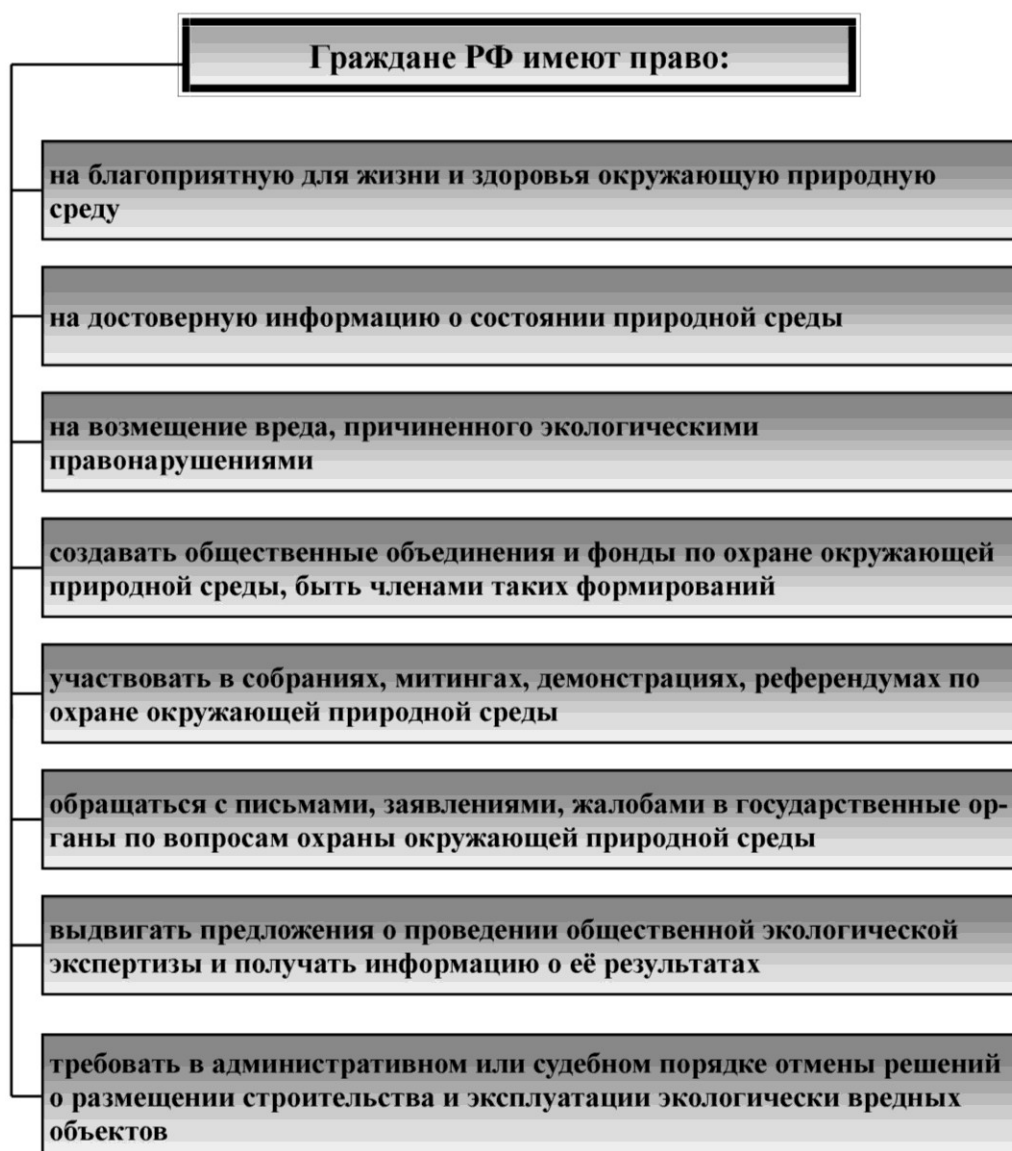 Граждане РФ имеют право:
на благоприятную для жизни и здоровья окружающую природную
среду
на достоверную информацию о состоянии природной среды
на возмещение вреда, причиненного экологическими
правонарушениями
создавать общественные объединения и фонды по охране окружающей
природной среды, быть членами таких формирований
участвовать в собраниях, митингах, демонстрациях, референдумах по
охране окружающей природной среды
обращаться с письмами, заявлениями, жалобами в государственные ор-
ганы по вопросам охраны окружающей природной среды
выдвигать предложения о проведении общественной экологической
экспертизы и получать информацию о её результатах
требовать в административном или судебном порядке отмены решений
о размещении строительства и эксплуатации экологически вредных
объектов